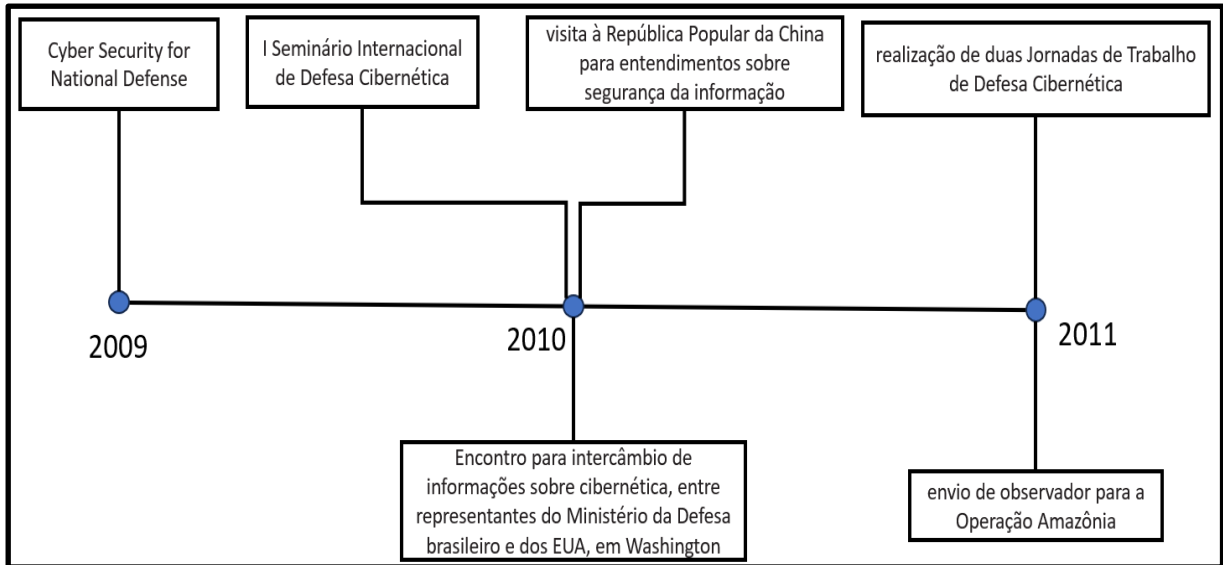 Cyber Security for
National Defense
I Seminário Internacional
de Defesa Cibernética
visita à República Popular da China
para entendimentos sobre
segurança da informação
realização de duas Jornadas de Trabalho
de Defesa Cibernética
2009
2010
2011
Encontro para intercâmbio de
informações sobre cibernética, entre
representantes do Ministério da Defesa
brasileiro e dos EUA, em Washington
envio de observador para a
Operação Amazônia